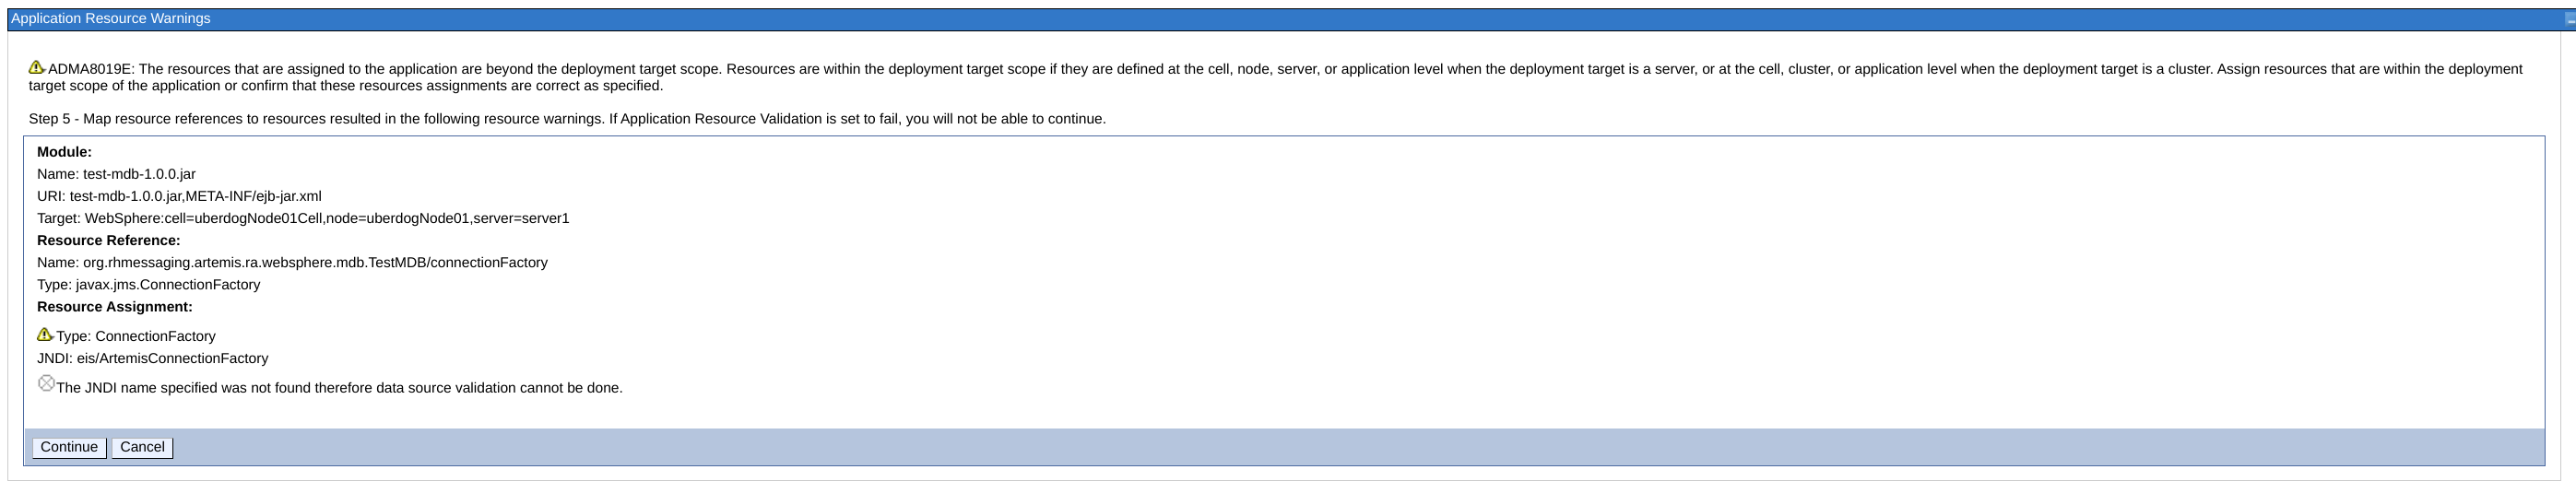 Application Resource Warnings
ADMA8019E: The resources that are assigned to the application are beyond the deployment target scope. Resources are within the deployment target scope if they are defined at the cell, node, server, or application level when the deployment target is a server, or at the cell, cluster, or application level when the deployment target is a cluster. Assign resources that are within the deployment
target scope of the application or confirm that these resources assignments are correct as specified.
Step 5 - Map resource references to resources resulted in the following resource warnings. If Application Resource Validation is set to fail, you will not be able to continue.
Module:
Name: test-mdb-1.0.0.jar
URI: test-mdb-1.0.0.jar,META-INF/ejb-jar.xml
Target: WebSphere:cell=uberdogNode01Cell,node=uberdogNode01,server=server1
Resource Reference:
Name: org.rhmessaging.artemis.ra.websphere.mdb.TestMDB/connectionFactory
Type: javax.jms.ConnectionFactory
Resource Assignment:
Type: ConnectionFactory
JNDI: eis/ArtemisConnectionFactory
The JNDI name specified was not found therefore data source validation cannot be done.
Continue Cancel